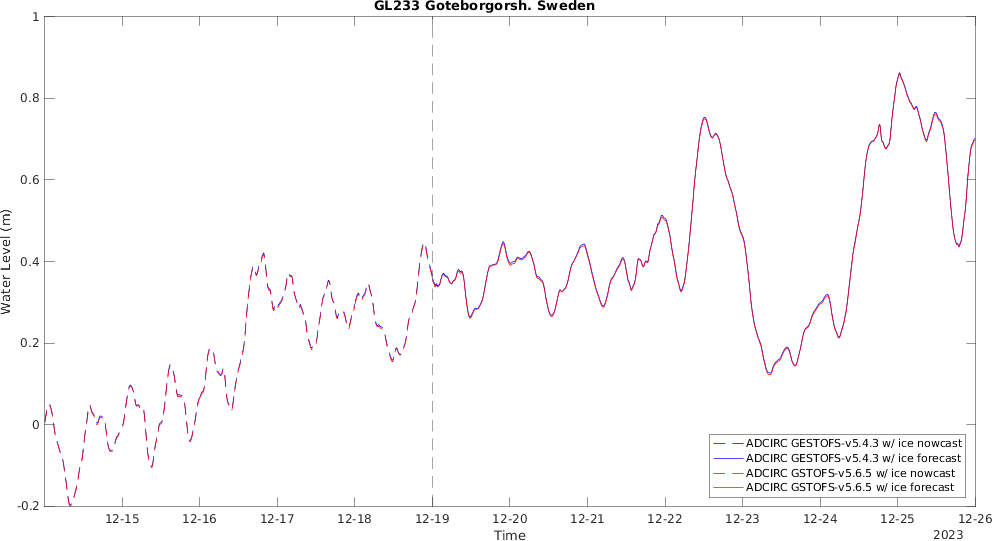 GL233 Goteborgorsh. Sweden
Water Level (m)
1
0.8
0.6
0.4
0.2
0
-0.2
12-15 12-16 12-17 12-18 12-19 12-20 12-21 12-22 12-23 12-24 12-25 12-26
Time
2023
ADCIRC GESTOFS-v5.4.3 w/ ice nowcast
ADCIRC GESTOFS-v5.4.3 w/ ice forecast
ADCIRC GSTOFS-v5.6.5 w/ ice nowcast
ADCIRC GSTOFS-v5.6.5 w/ ice forecast